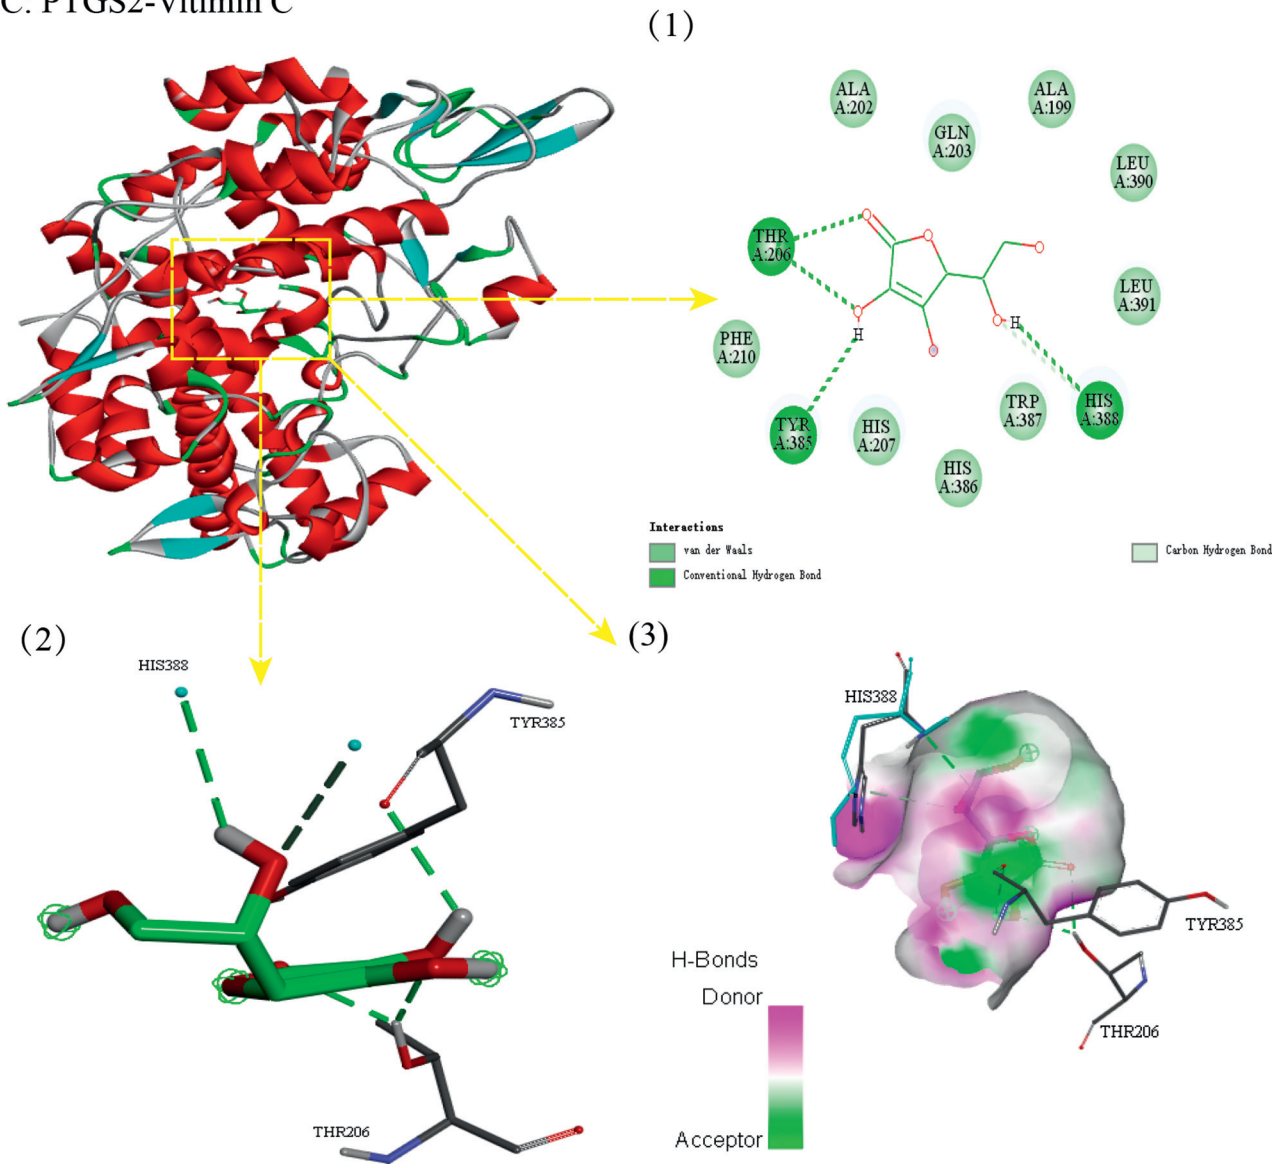 C. PTGS2-Vitimin C
(1)
ALA
A:202
GLN
A:203
ALA
A:199
LEU
A:390
THR
A:206
LEU
A:391
PHE
A:210
H
H
TYR
A:385
HIS
A:207
TRP
A:387
HIS
A:388
HIS
A:386
Interactions
van der Waals
Conventional Hydrogen Bond
Carbon Hydrogen Bond
(2)
HIS388
TYR385
THR206
(3)
HIS388
TYR385
THR206
H-Bonds
Donor
Acceptor